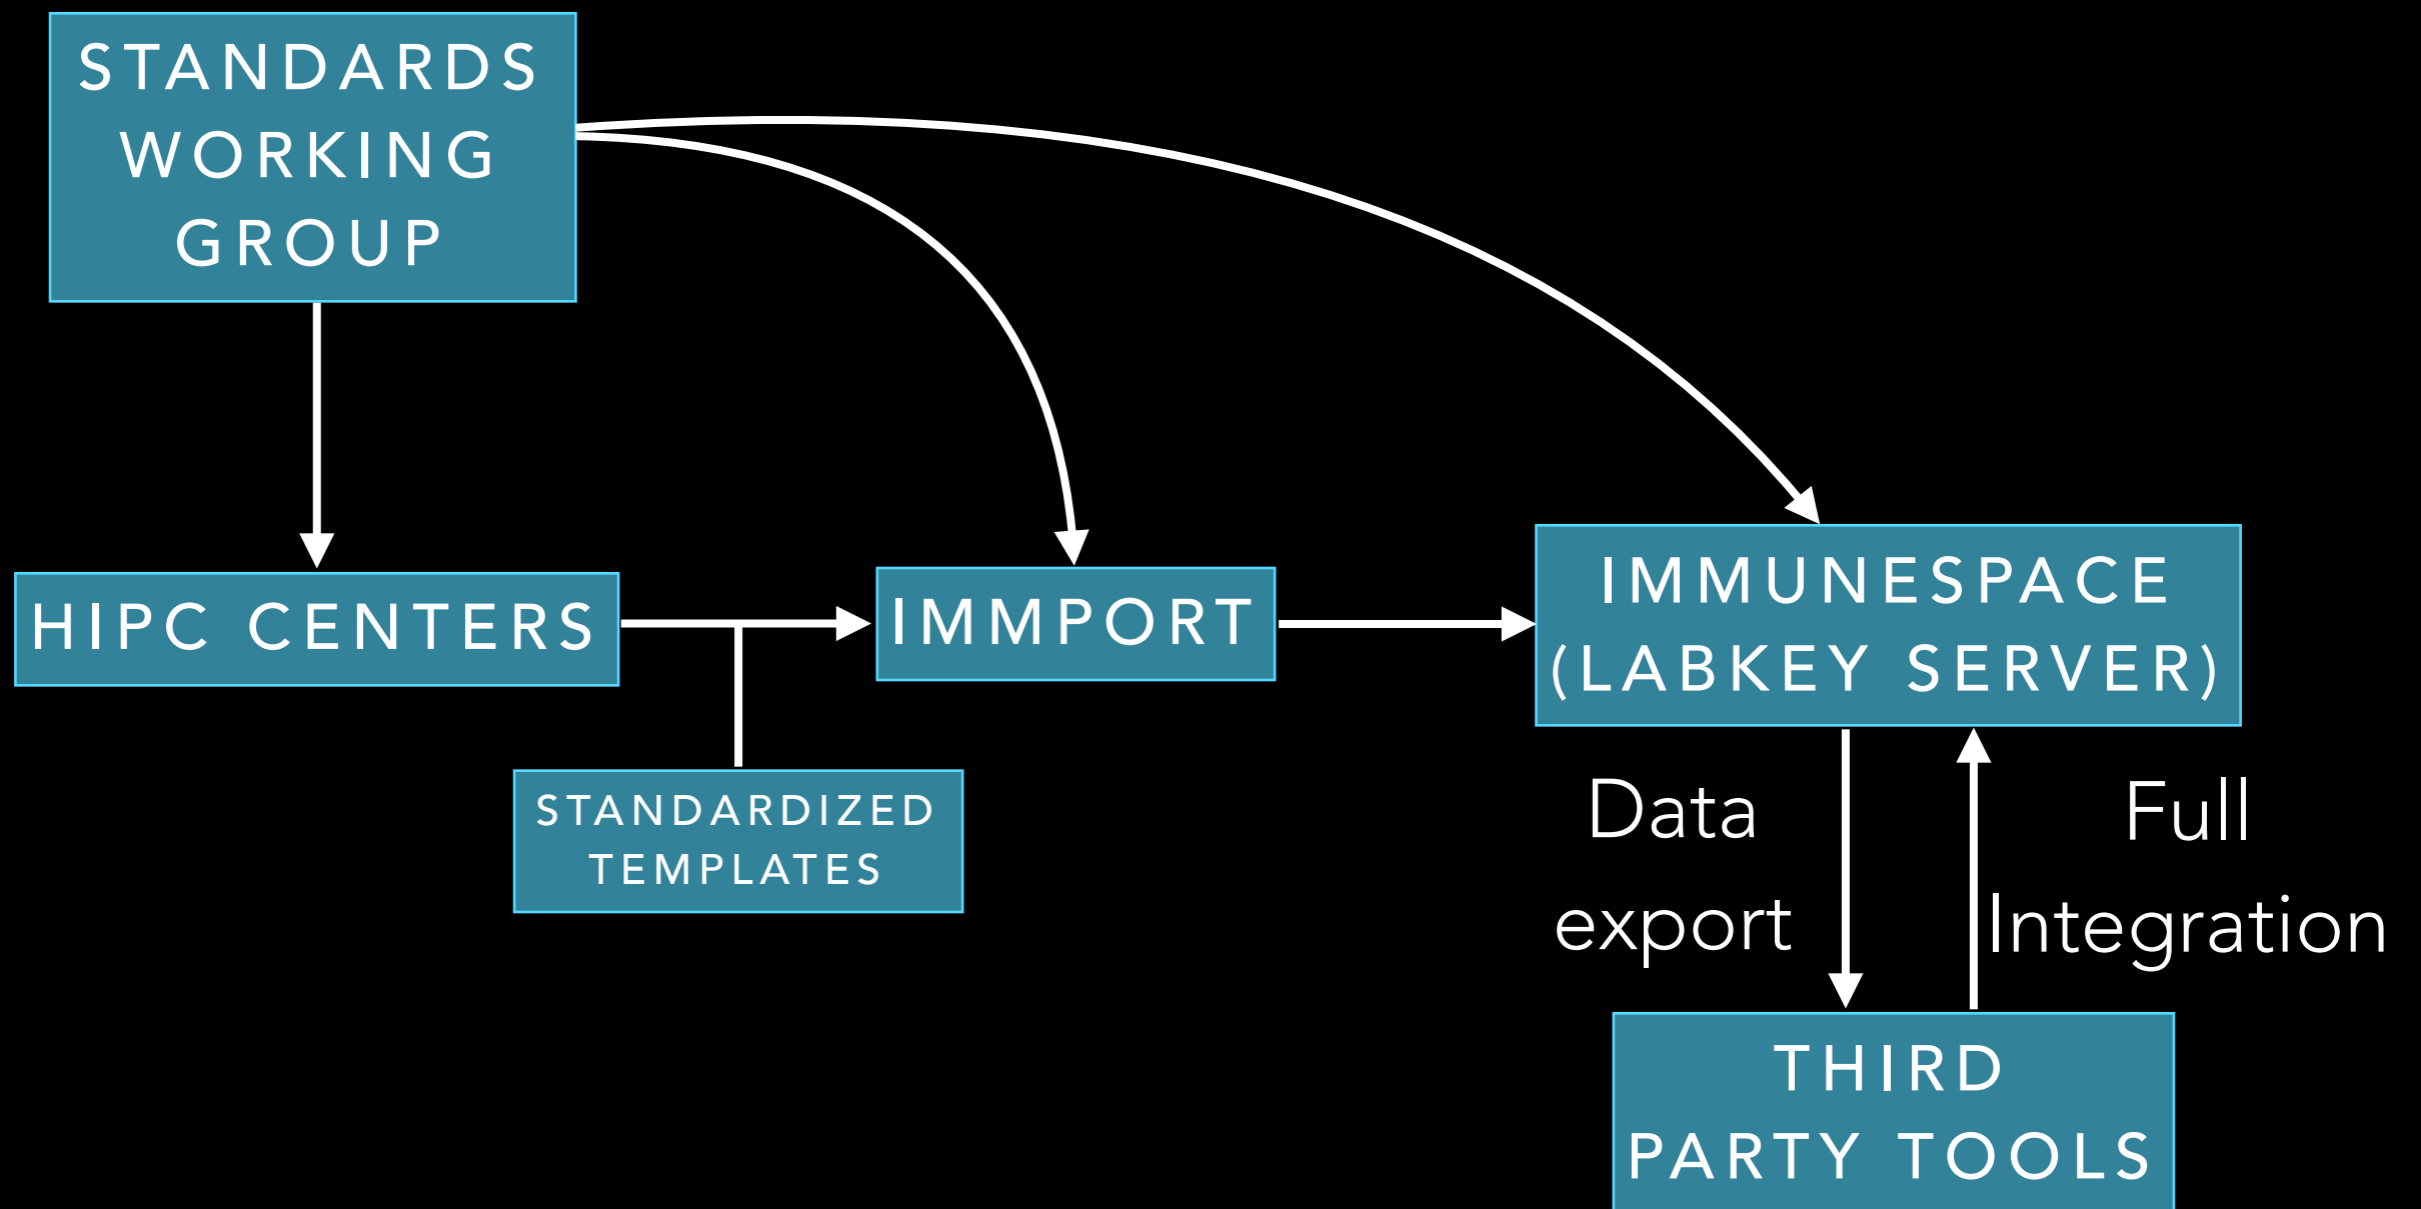 STANDARDS
WORKING
GROUP
HIPC CENTERS
IMMPORT
IMMUNESPACE
(LABKEY SERVER)
STANDARDIZED
TEMPLATES
Data
export
Full
Integration
THIRD
PARTY TOOLS